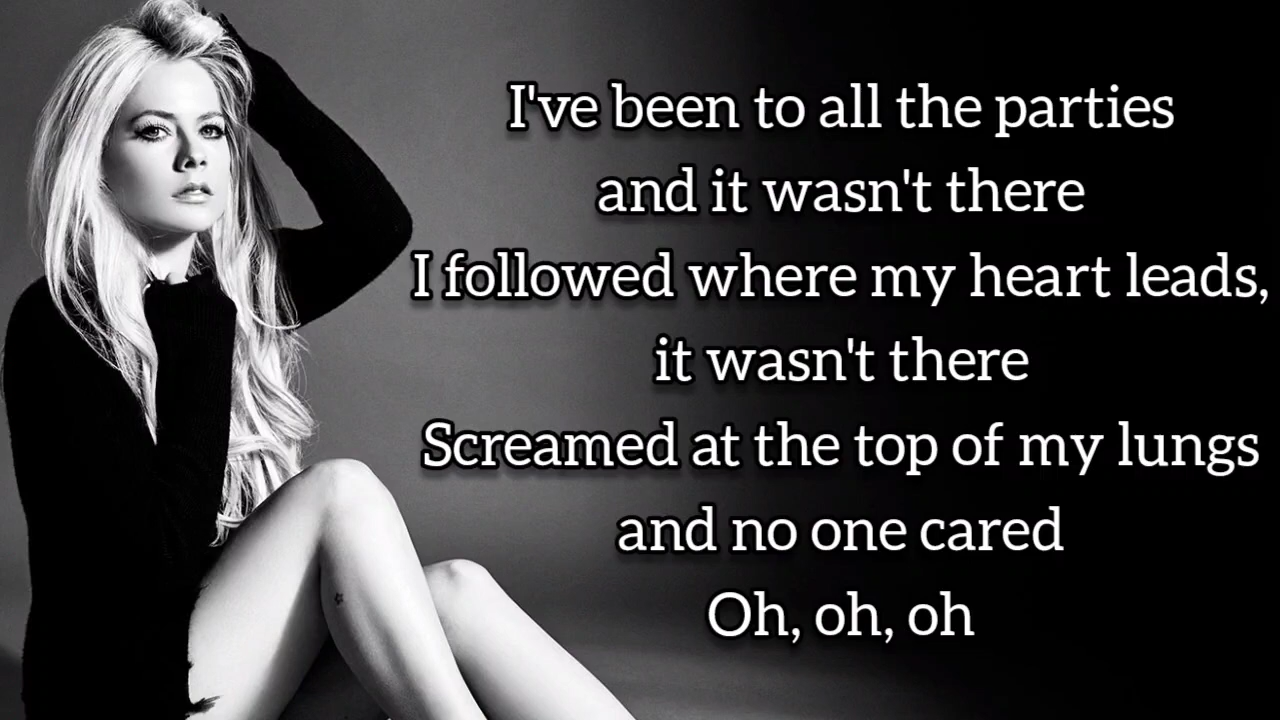 I've been to all the parties
and it wasn't there
I followed where my heart leads,
it wasn't there
Screamed at the top of my lungs
and no one cared
Oh, oh, oh